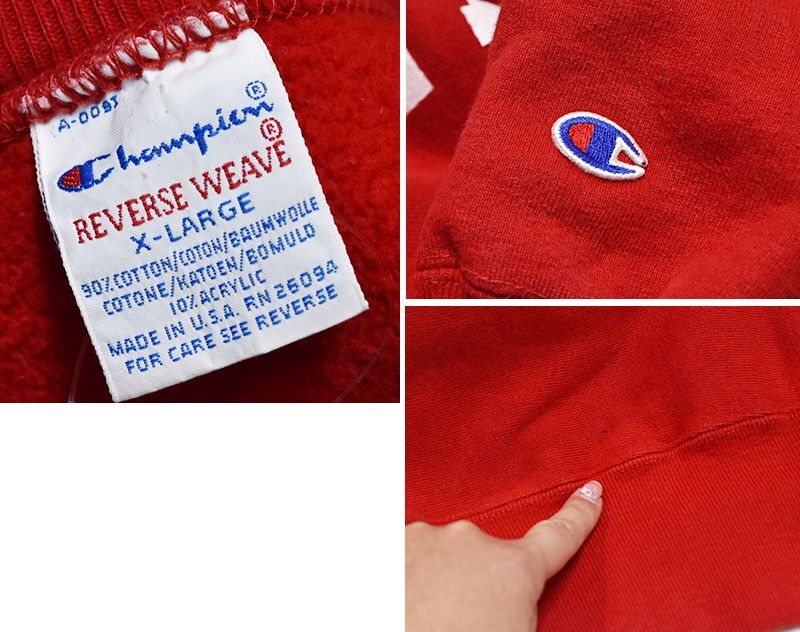 A-0091
Champion®
REVERSE WEAVE®
X-LARGE
90%COTTON/COTON/BAUMWOLLE
COTONE/KATOEN/BOMULD
10%ACRYLIC
MADE IN U.S.A. RN 26094
FOR CARE SEE REVERSE